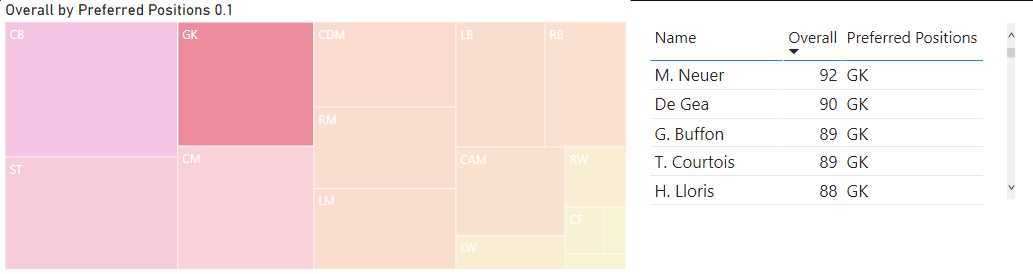 Overall by Preferred Positions 0.1
CB
GK
CDM
LB
RB
ST
CM
RM
LM
CAM
RW
CF
LW
Name Overall Preferred Positions
M. Neuer 92 GK
De Gea 90 GK
G. Buffon 89 GK
T. Courtois 89 GK
H. Lloris 88 GK